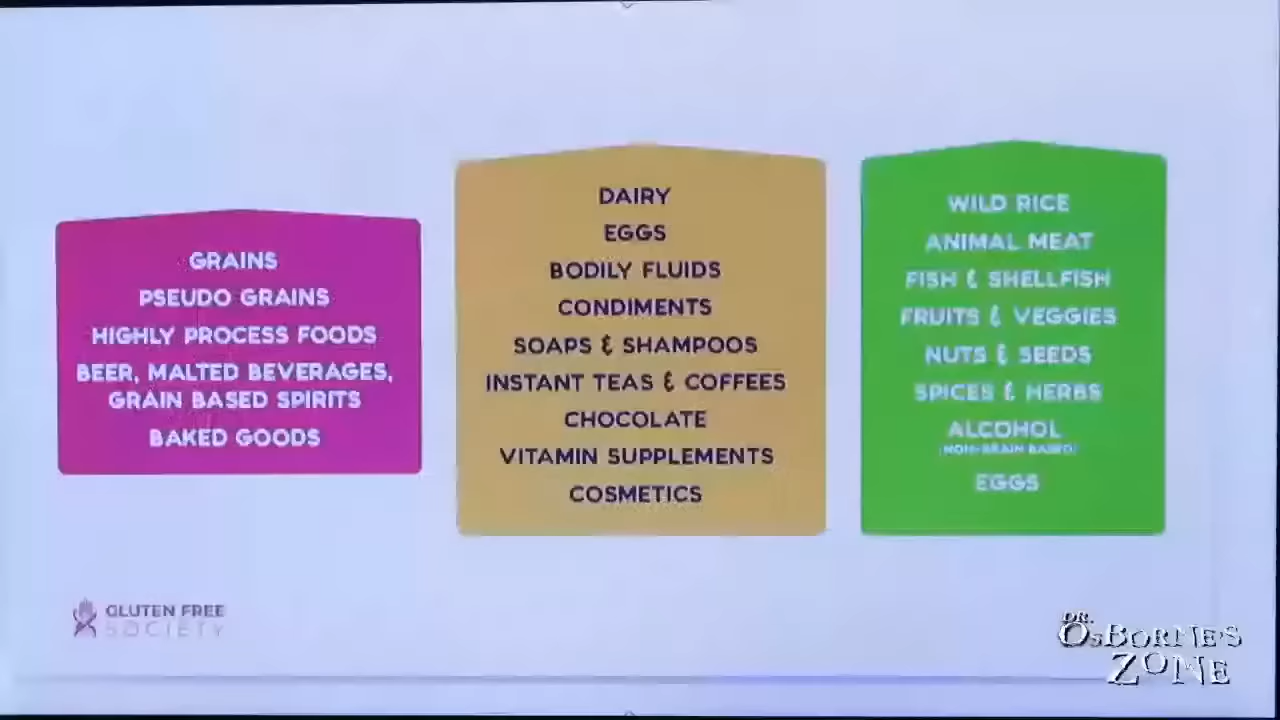 GRAINS
PSEUDO GRAINS
HIGHLY PROCESS FOODS
BEER, MALTED BEVERAGES,
GRAIN BASED SPIRITS
BAKED GOODS
DAIRY
EGGS
BODILY FLUIDS
CONDIMENTS
SOAPS & SHAMPOOS
INSTANT TEAS & COFFEES
CHOCOLATE
VITAMIN SUPPLEMENTS
COSMETICS
WILD RICE
ANIMAL MEAT
FISH & SHELLFISH
FRUITS & VEGGIES
NUTS & SEEDS
SPICES & HERBS
ALCOHOL
(NON-GRAIN BASED)
EGGS
GLUTEN FREE
SOCIETY
DR.
OSBORNE'S
ZONE